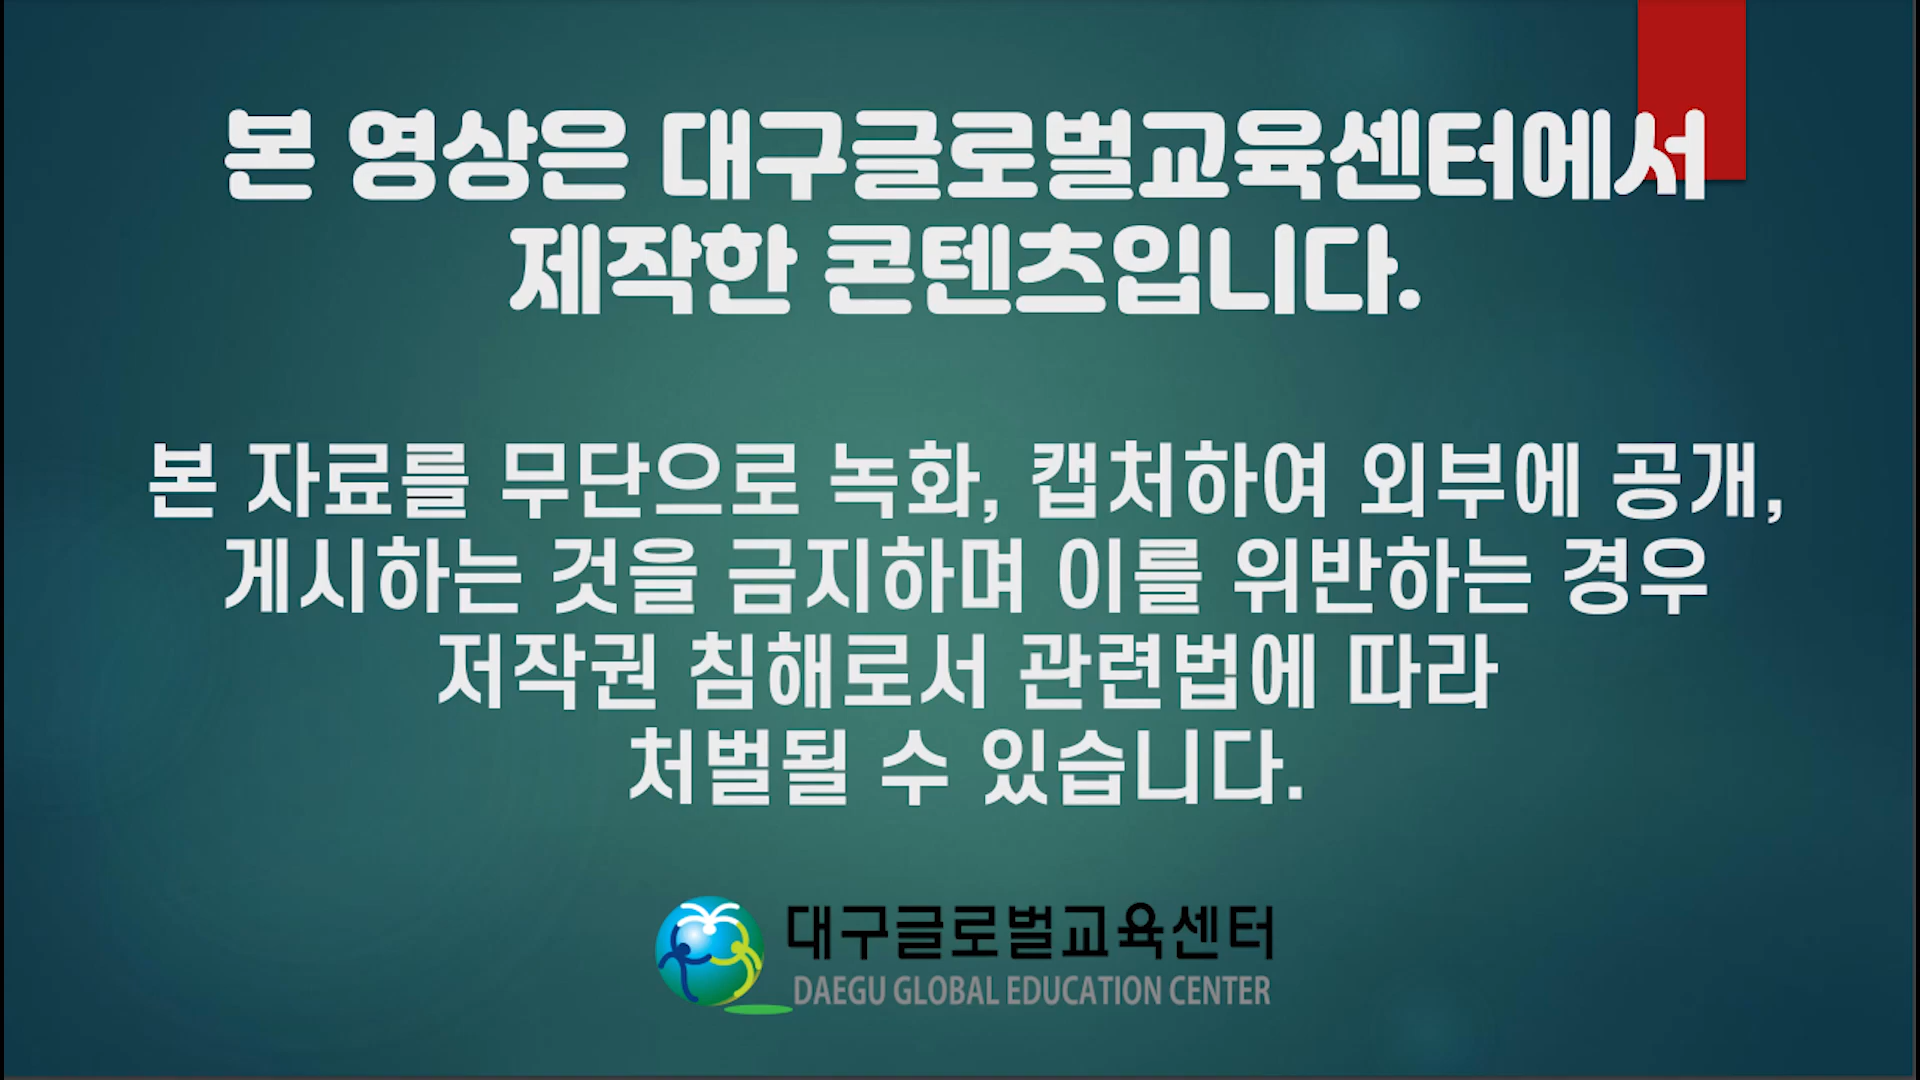 본 영상은 대구글로벌교육센터에서
제작한 콘텐츠입니다.
본 자료를 무단으로 녹화, 캡처하여 외부에 공개,
게시하는 것을 금지하며 이를 위반하는 경우
저작권 침해로서 관련법에 따라
처벌될 수 있습니다.
대구글로벌교육센터
DAEGU GLOBAL EDUCATION CENTER